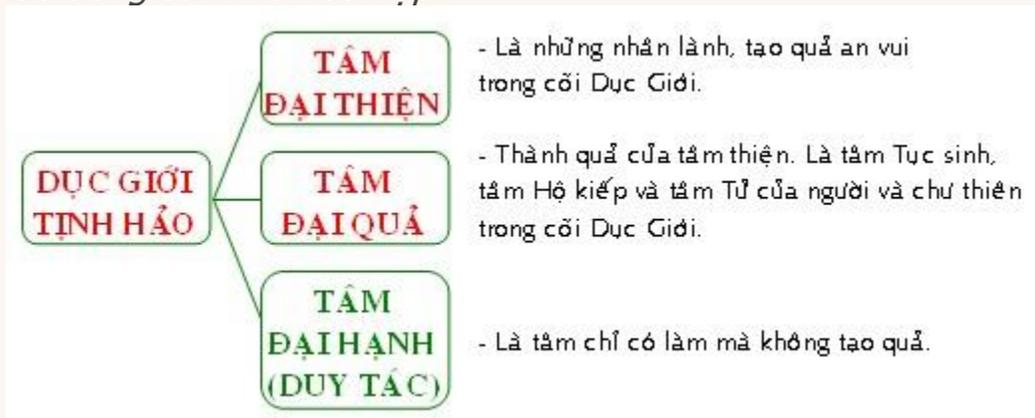 TÂM
ĐẠI THIỆN
- Là những nhân lành, tạo quả an vui
trong cõi Dục Giới.
DỤC GIỚI
TỊNH HẢO
TÂM
ĐẠI QUẢ
- Thành quả của tâm thiện. Là tâm Tục sinh,
tâm Hộ kiếp và tâm Tử của người và chư thiên
trong cõi Dục Giới.
TÂM
ĐẠI HẠNH
(DUY TÁC)
- Là tâm chỉ có làm mà không tạo quả.